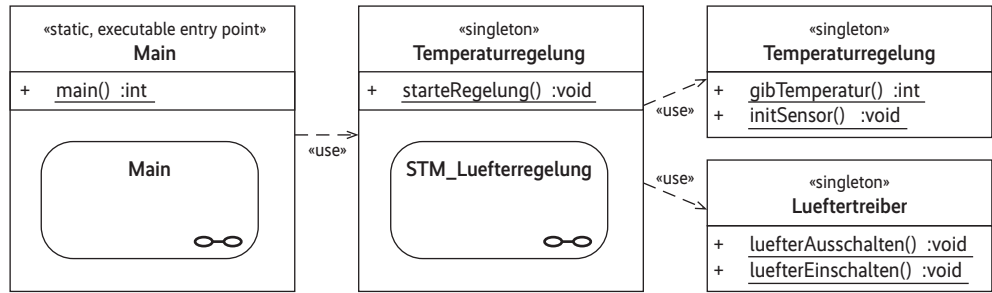 «static, executable entry point»
Main
+ main() :int
Main
«use»
«singleton»
Temperaturregelung
+ starteRegelung() :void
STM_Luefterregelung
«use»
«use»
«singleton»
Temperaturregelung
+ gibTemperatur() :int
+ initSensor() :void
«singleton»
Lueftertreiber
+ luefterAusschalten() :void
+ luefterEinschalten() :void